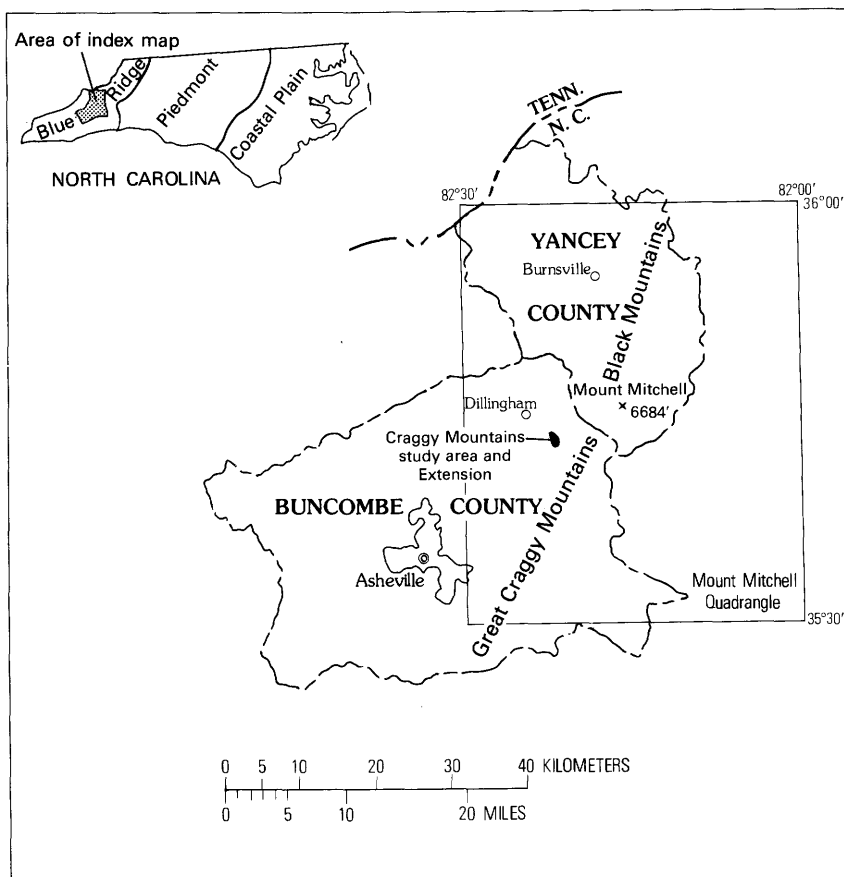 Area of index map
Blue Ridge
Piedmont
Coastal Plain
NORTH CAROLINA
TENN.
N. C.
82°30′
82°00′
36°00′
YANCEY
Burnsville
COUNTY
Black Mountains
Mount Mitchell
6684′
Dillingham
Craggy Mountains
study area and
Extension
BUNCOMBE COUNTY
Great Craggy Mountains
Asheville
Mount Mitchell
Quadrangle
35°30′
0 5 10 20 30 40 KILOMETERS
0 5 10 20 MILES